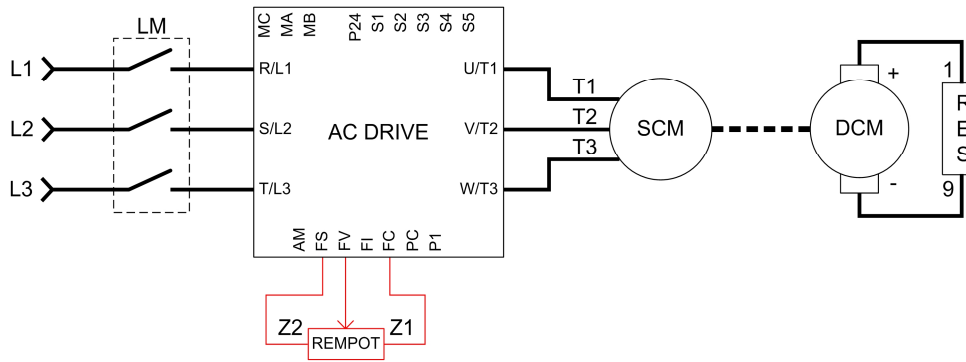 LM
MC
MA
MB
P24
S1
S2
S3
S4
S5
L1
R/L1
U/T1
T1
+
1
L2
S/L2
AC DRIVE
V/T2
T2
SCM
DCM
R
E
S
L3
T/L3
W/T3
T3
-
9
AM
FS
FV
FI
FC
PC
P1
Z2
REMPOT
Z1